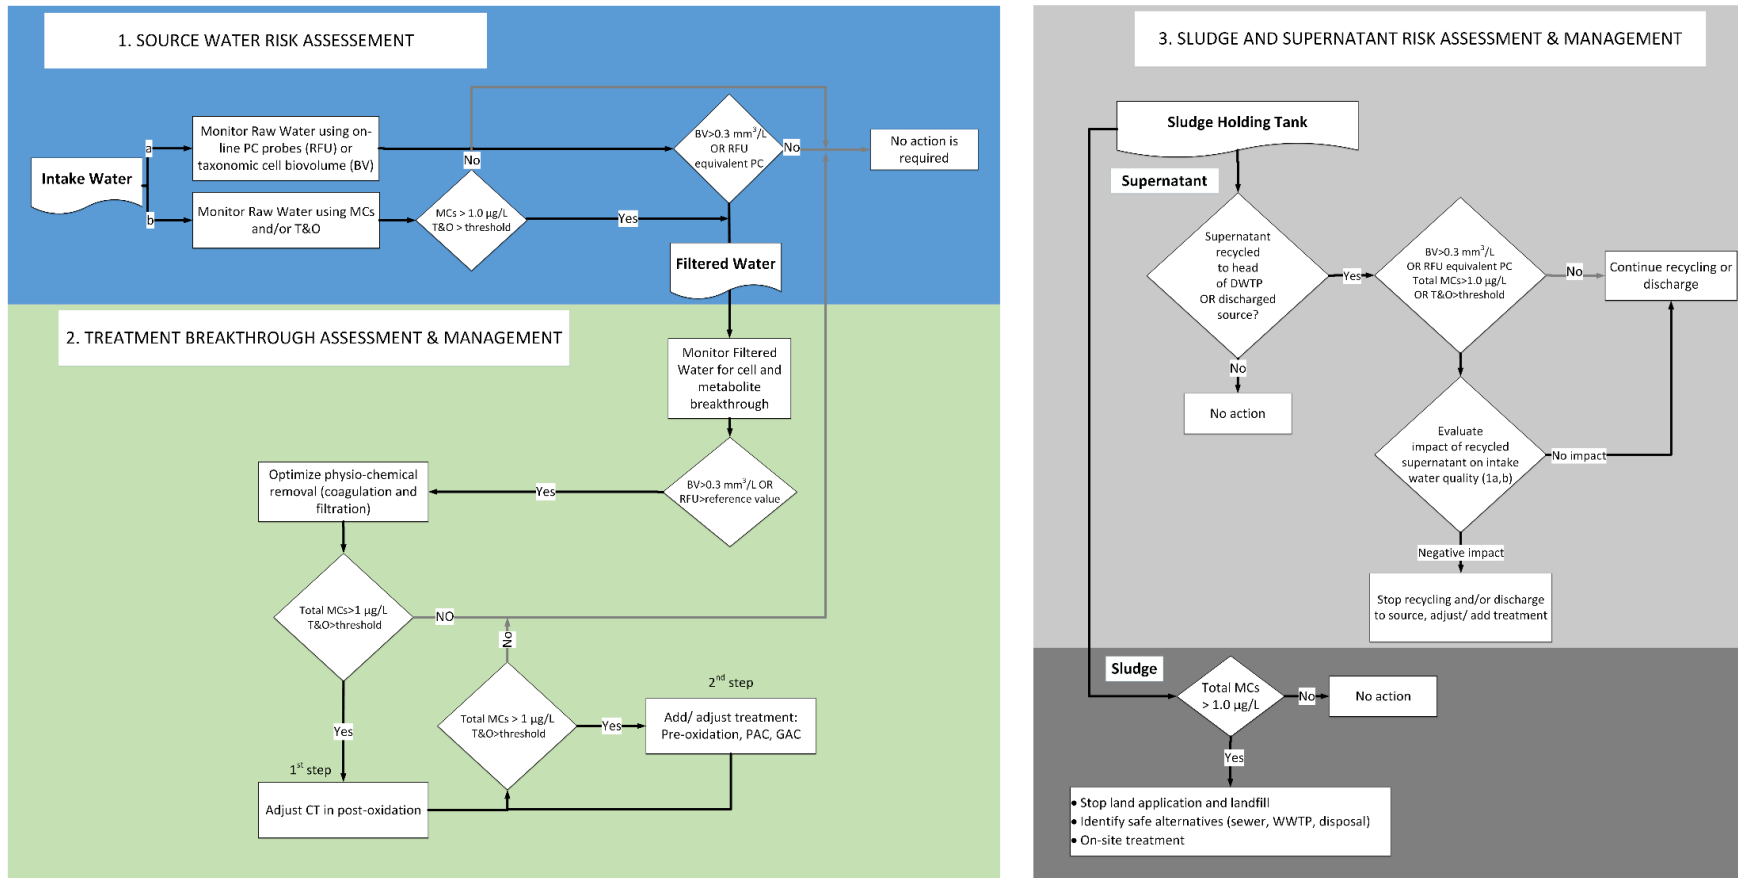 1. SOURCE WATER RISK ASSESSEMENT
a
Monitor Raw Water using on-
line PC probes (RFU) or
taxonomic cell biovolume (BV)
Intake Water
b
Monitor Raw Water using MCs
and/or T&O
No
MCs > 1.0 µg/L
T&O > threshold
Yes
BV>0.3 mm³/L
OR RFU
equivalent PC
No
No action is
required
Filtered Water
2. TREATMENT BREAKTHROUGH ASSESSMENT & MANAGEMENT
Monitor Filtered
Water for cell and
metabolite
breakthrough
BV>0.3 mm³/L OR
RFU>reference value
Yes
Optimize physio-chemical
removal (coagulation and
filtration)
Total MCs>1 µg/L
T&O>threshold
NO
Yes
1st step
Adjust CT in post-oxidation
No
Total MCs > 1 µg/L
T&O>threshold
Yes
2nd step
Add/ adjust treatment:
Pre-oxidation, PAC, GAC
3. SLUDGE AND SUPERNATANT RISK ASSESSMENT & MANAGEMENT
Sludge Holding Tank
Supernatant
Supernatant
recycled
to head
of DWTP
OR discharged
source?
Yes
No
No action
BV>0.3 mm³/L
OR RFU equivalent PC
Total MCs>1.0 µg/L
OR T&O>threshold
No
Continue recycling or
discharge
Evaluate
impact of recycled
supernatant on intake
water quality (1a,b)
No impact
Negative impact
Stop recycling and/or discharge
to source, adjust/ add treatment
Sludge
Total MCs
> 1.0 µg/L
No
No action
Yes
• Stop land application and landfill
• Identify safe alternatives (sewer, WWTP, disposal)
• On-site treatment